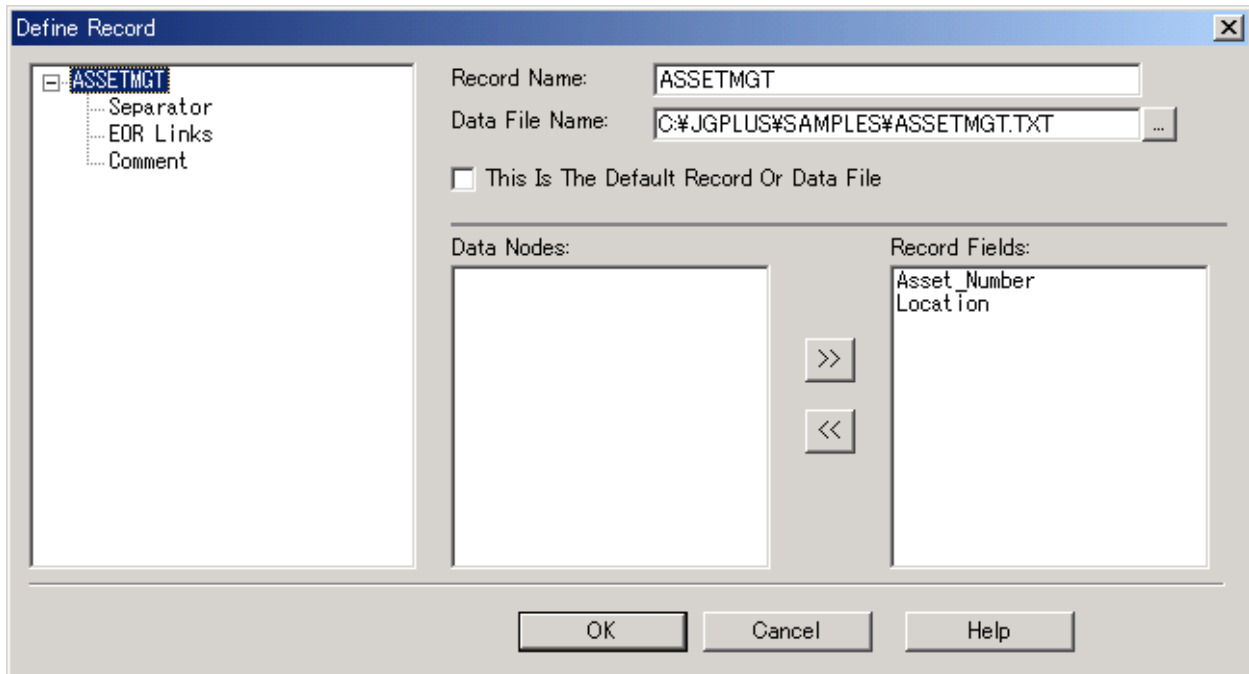 Define Record
ASSETMGT
Separator
EOR Links
Comment
Record Name:
ASSETMGT
Data File Name:
C:¥JGPLUS¥SAMPLES¥ASSETMGT.TXT
...
This Is The Default Record Or Data File
Data Nodes:
Record Fields:
Asset_Number
Location
>>
<<
OK
Cancel
Help